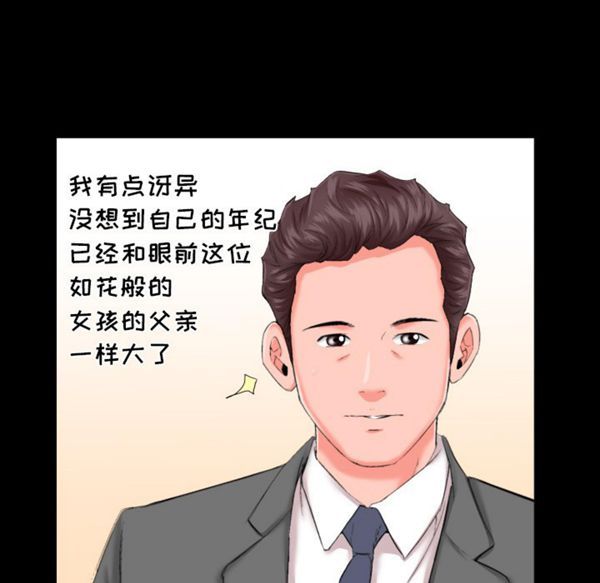 我有点讶异
没想到自己的年纪
已经和眼前这位
如花般的
女孩的父亲
一样大了